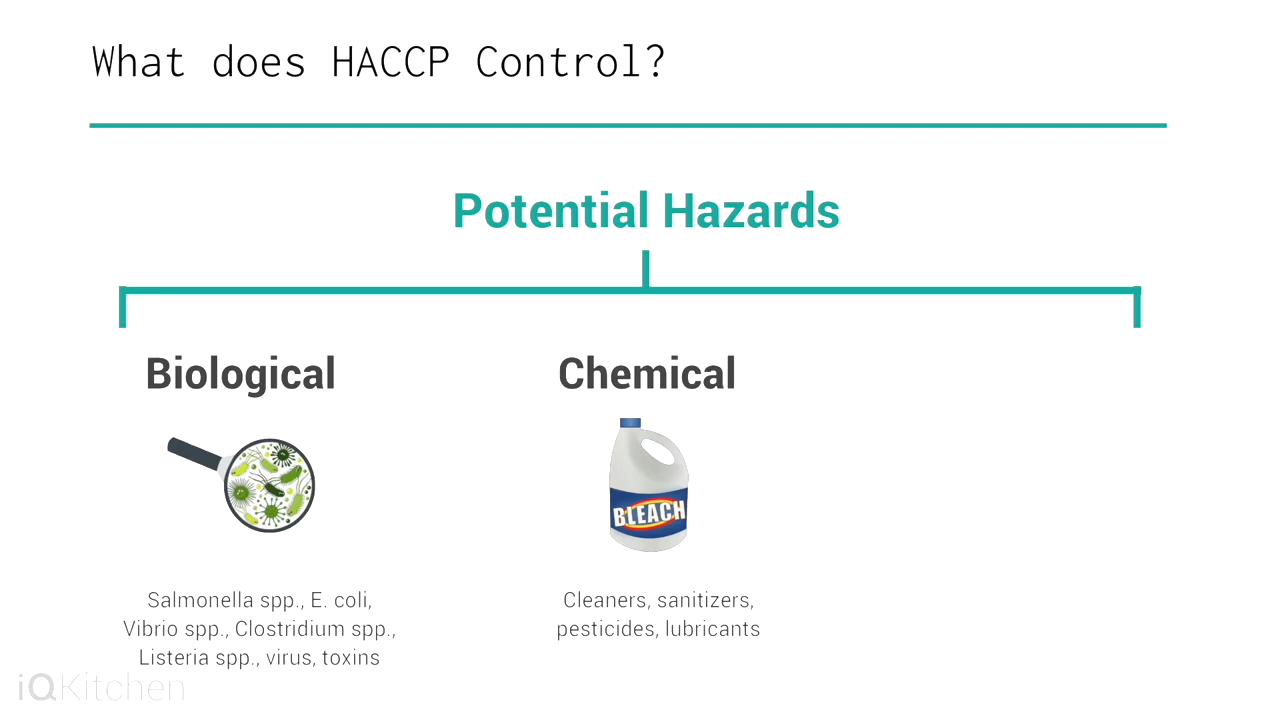 What does HACCP Control?
Potential Hazards
Biological
Chemical
BLEACH
Salmonella spp., E. coli,
Vibrio spp., Clostridium spp.,
Listeria spp., virus, toxins
Cleaners, sanitizers,
pesticides, lubricants
iQKitchen